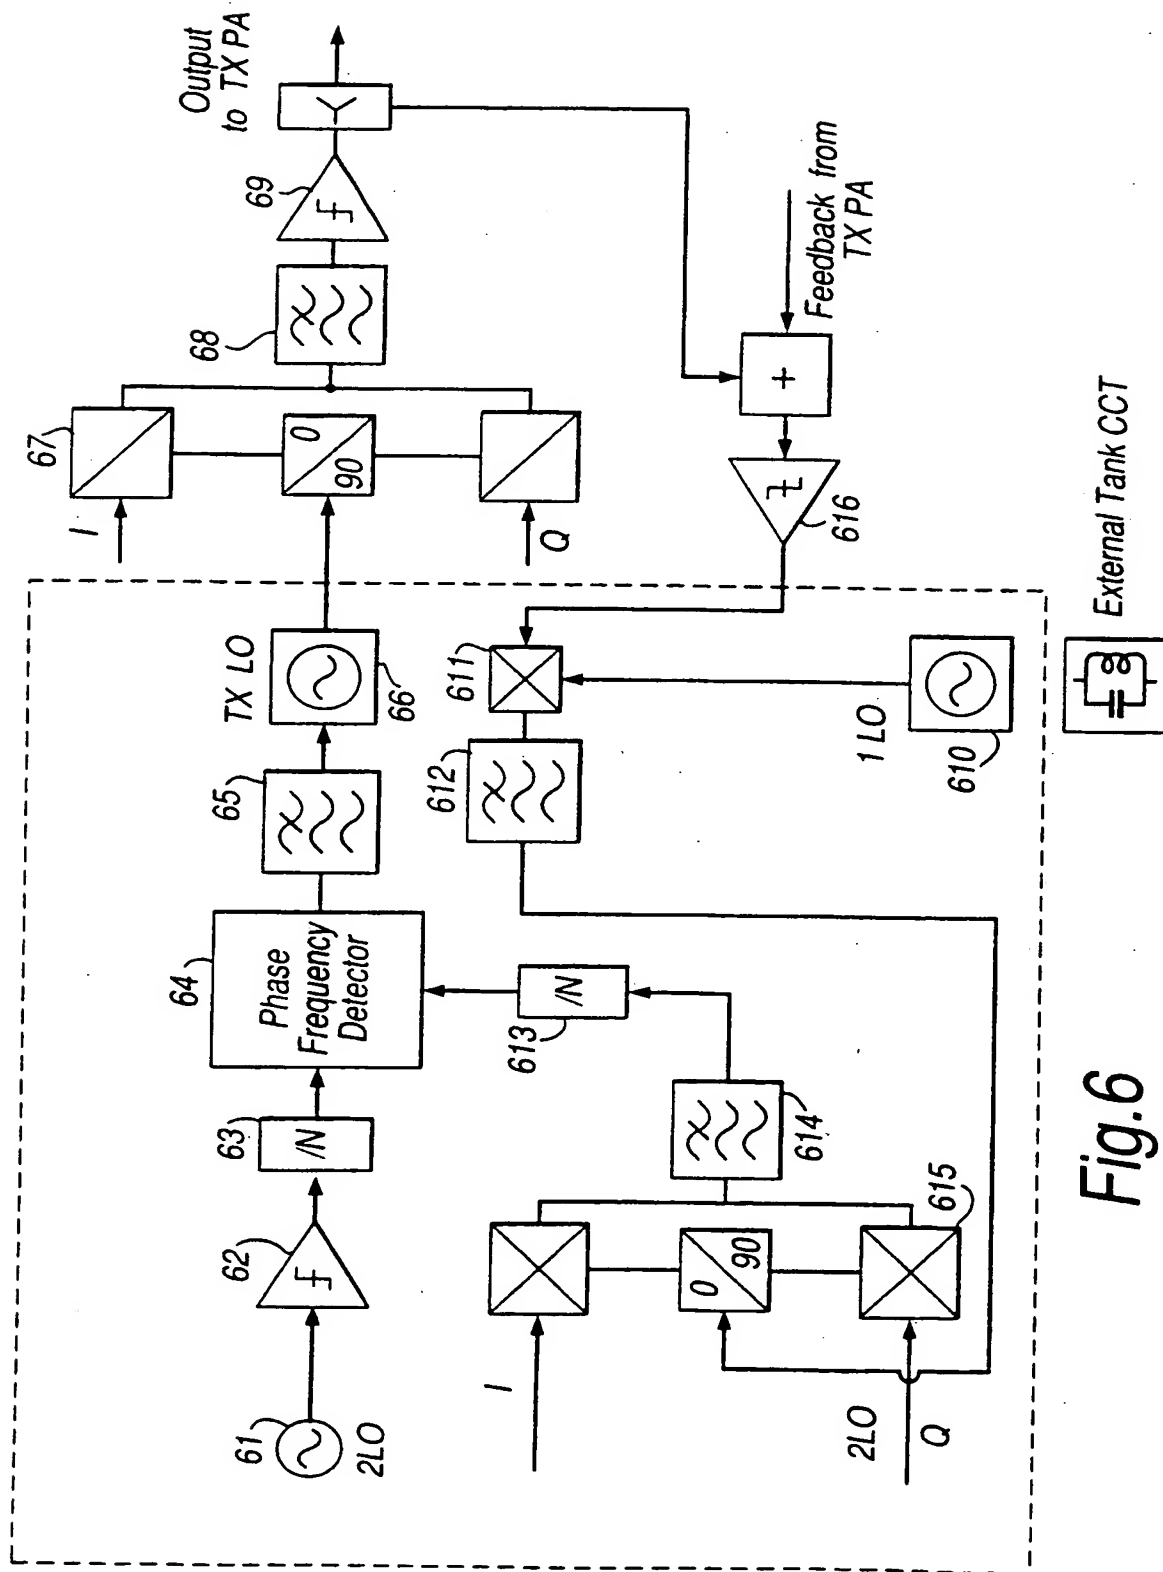 Output
to TX PA
69
68
67
I
0
90
Q
TX LO
66
65
64
Phase
Frequency
Detector
63
/N
62
61
2LO
+
Feedback from
TX PA
616
611
612
1 LO
610
/N
613
614
615
I
0
90
2LO
Q
External Tank CCT
Fig.6